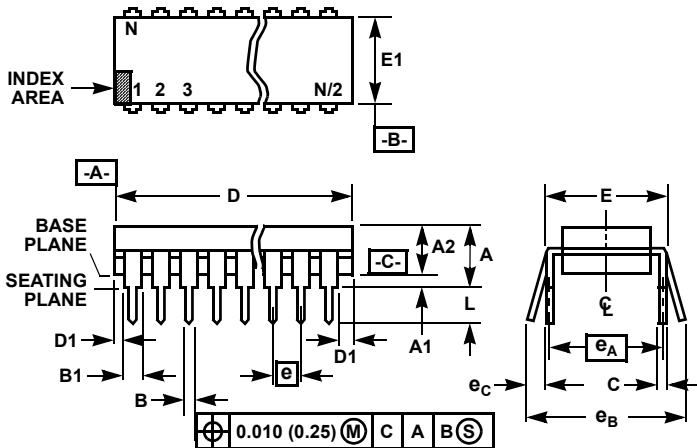 N
E1
INDEX
AREA
1 2 3 N/2
-B-
-A-
D
E
BASE
PLANE
A2
A
-C-
SEATING
PLANE
L
C
L
D1
A1
D1
e
eA
B1
eC
C
B
eB
0.010 (0.25) M C A B S